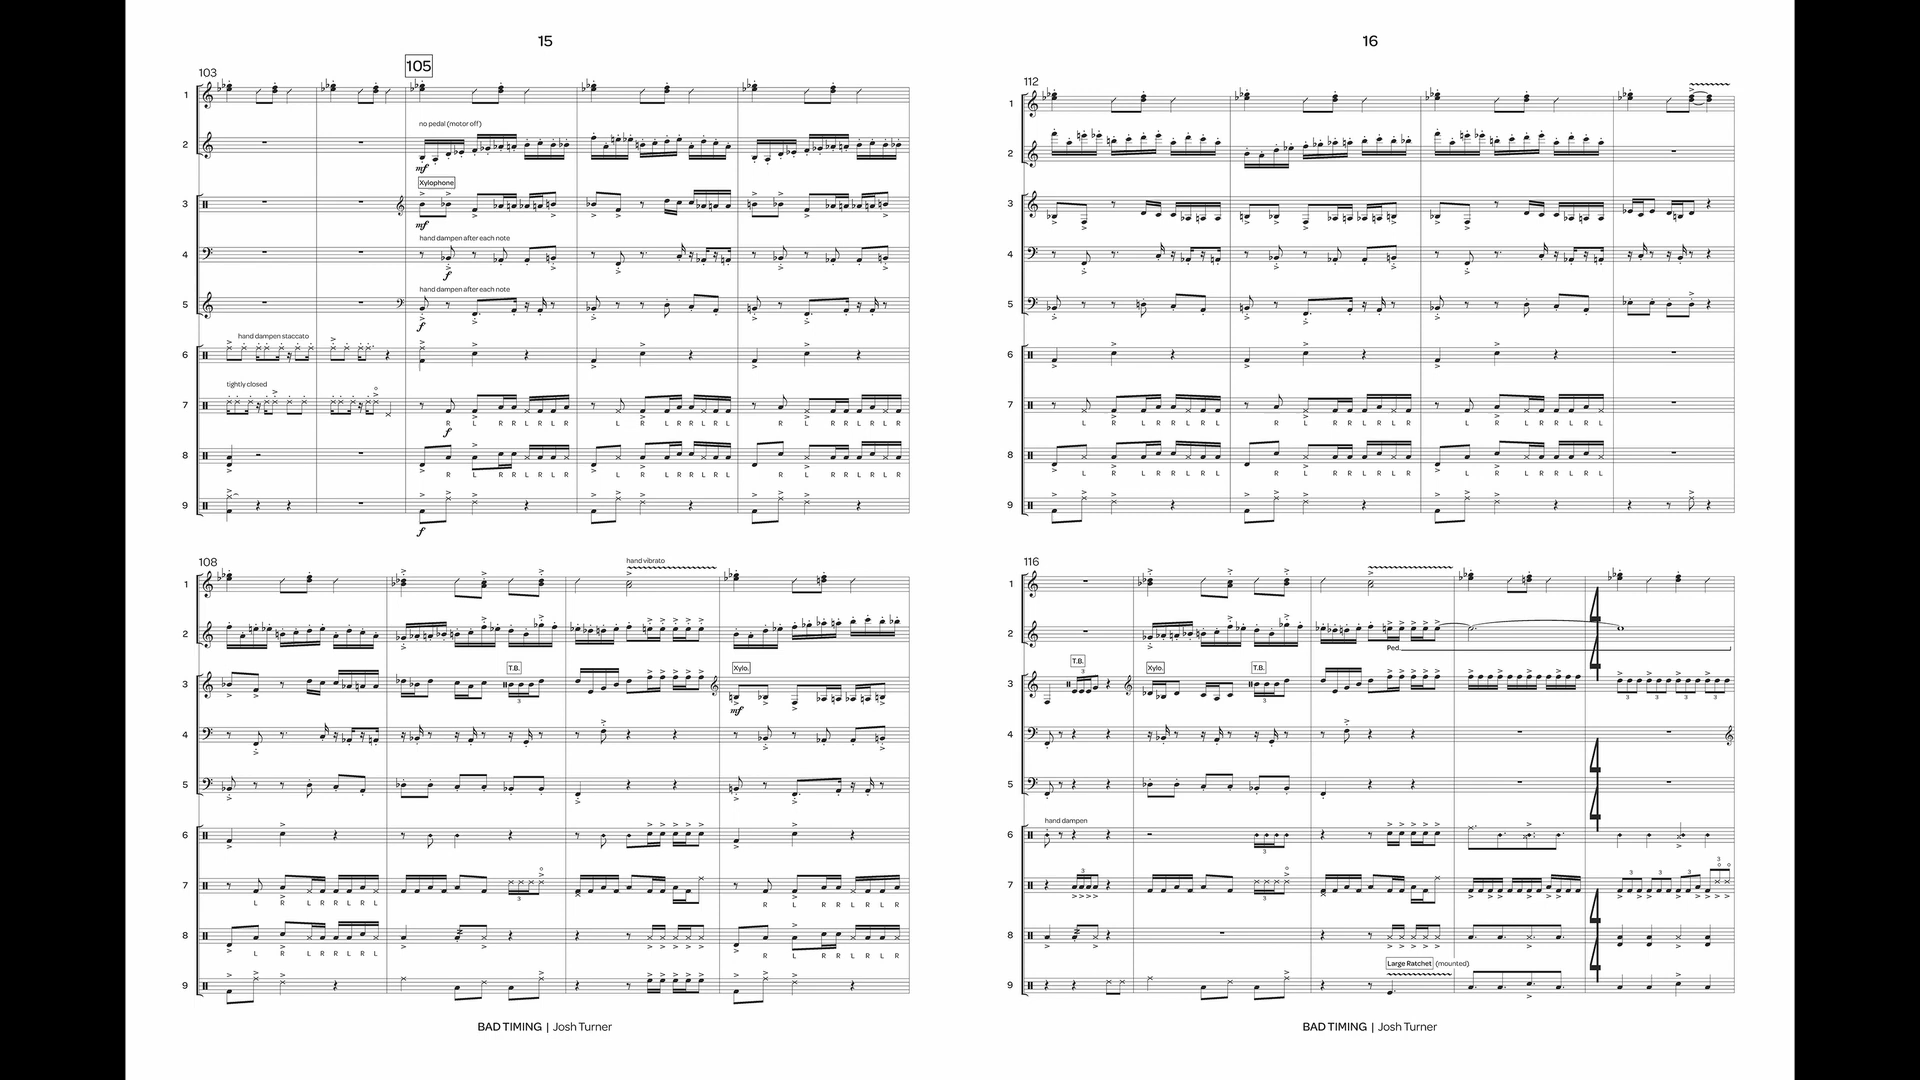 15
103
105
1
no pedal (motor off)
2
mf
Xylophone
3
mf
hand dampen after each note
4
f
hand dampen after each note
5
f
hand dampen staccato
6
tightly closed
7
R L R R L R L R L R L R R L R L R L R R L R L R
f
8
R L R R L R L R L R L R R L R L R L R R L R L R
9
f
108
hand vibrato
1
2
T.B.
Xylo.
3
3
mf
4
5
6
7
3
L R L R R L R L
R L R R L R L R
8
L R L R R L R L
R L R R L R L R
9
BAD TIMING | Josh Turner
16
112
1
2
3
4
5
6
7
L R L R R L R L
R L R R L R L R
L R L R R L R L
8
L R L R R L R L
R L R R L R L R
L R L R R L R L
9
116
1
2
Ped.
T.B.
Xylo.
T.B.
3
3
3
3 3 3 3
4
4
4
5
hand dampen
6
3
7
3
3
3 3 3 3
4
4
8
Large Ratchet (mounted)
9
BAD TIMING | Josh Turner